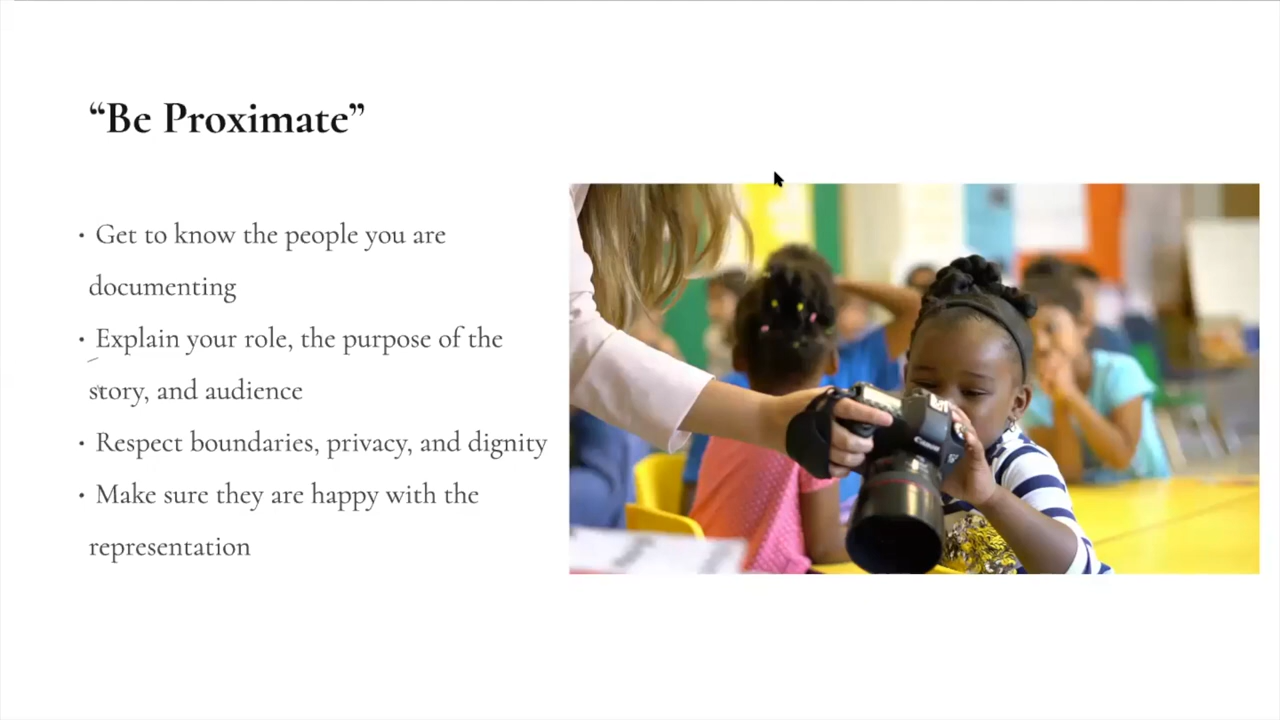 “Be Proximate”
• Get to know the people you are
documenting
• Explain your role, the purpose of the
story, and audience
• Respect boundaries, privacy, and dignity
• Make sure they are happy with the
representation
Canon